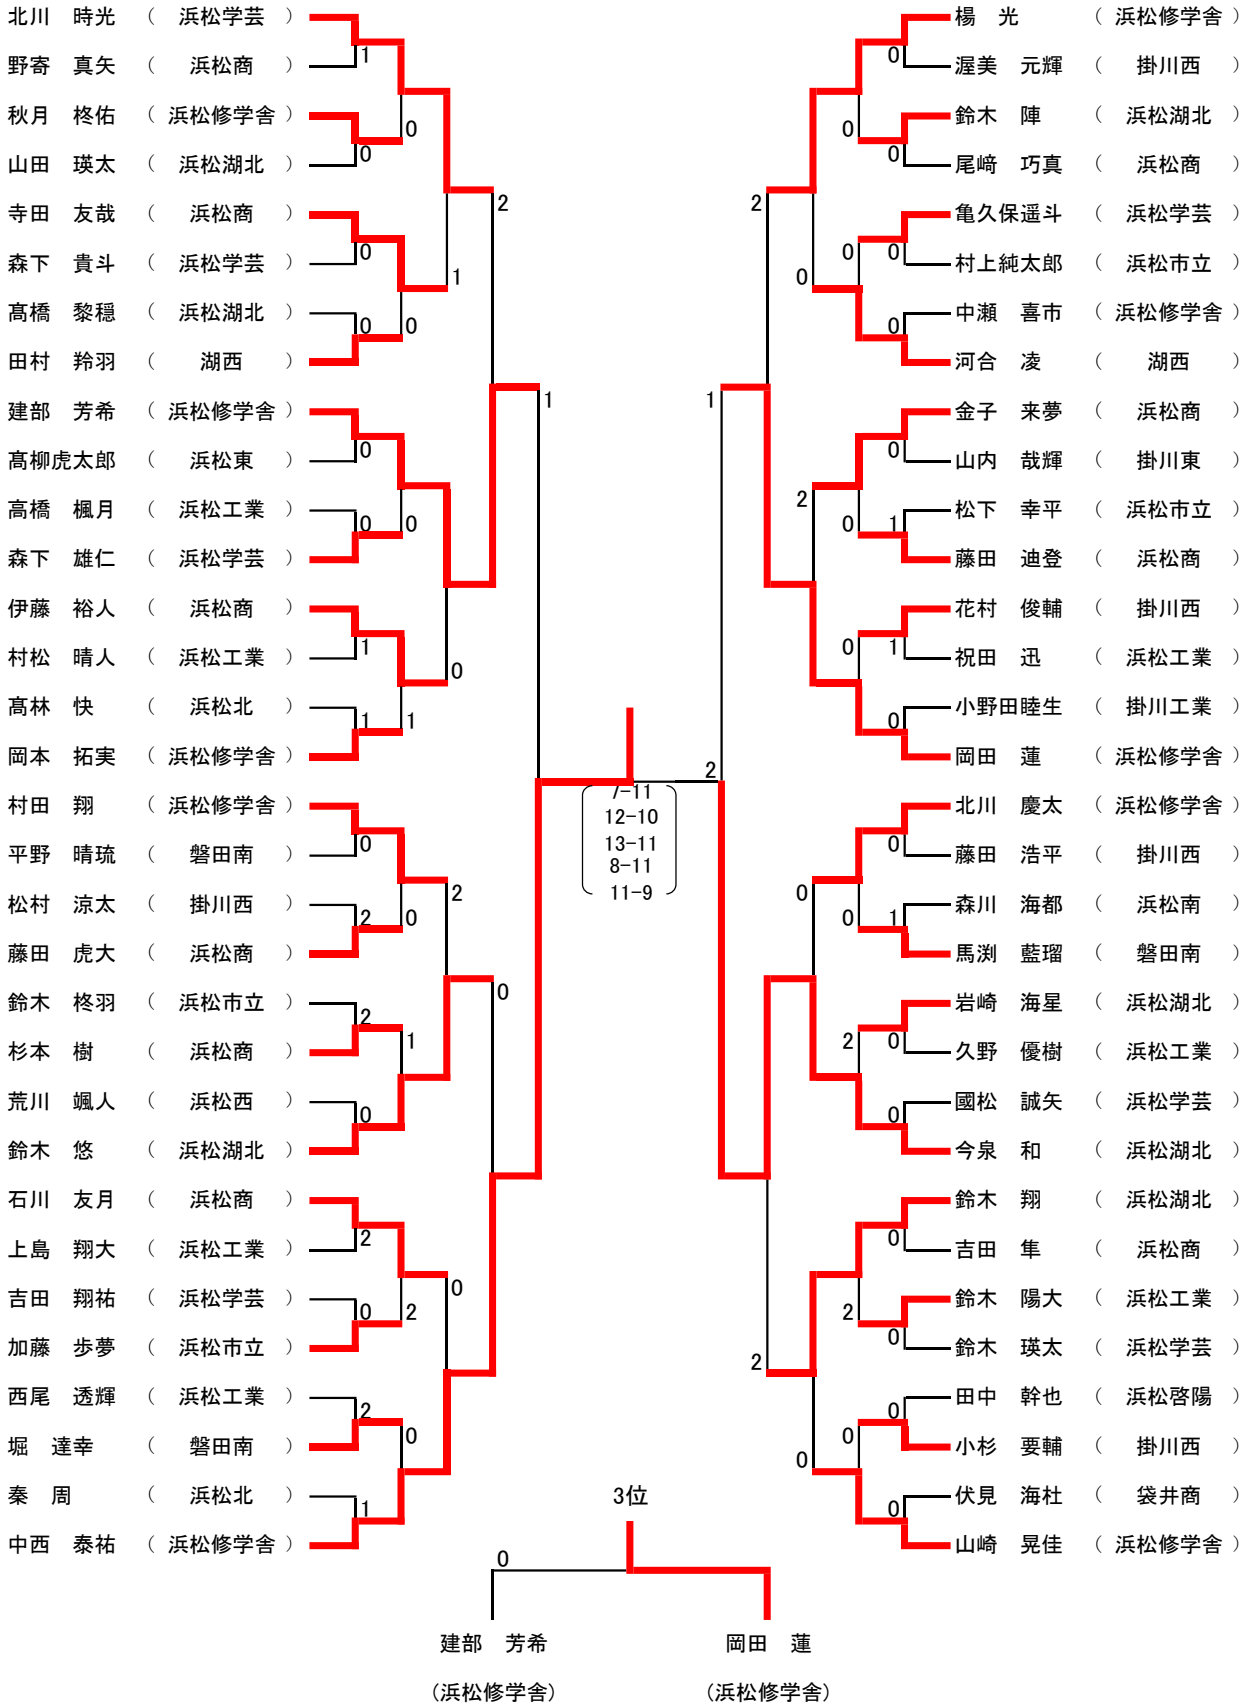 北川　時光　（　浜松学芸　）
1
野寄　真矢　（　浜松商　）
0
秋月　柊佑　（ 浜松修学舎 ）
0
山田　瑛太　（　浜松湖北　）
2
寺田　友哉　（　浜松商　）
0
森下　貴斗　（　浜松学芸　）
1
髙橋　黎穏　（　浜松湖北　）
0
0
田村　羚羽　（　湖西　）
1
建部　芳希　（ 浜松修学舎 ）
0
髙柳虎太郎　（　浜松東　）
高橋　楓月　（　浜松工業　）
0
0
森下　雄仁　（　浜松学芸　）
伊藤　裕人　（　浜松商　）
1
村松　晴人　（　浜松工業　）
0
髙林　快　（　浜松北　）
1
1
岡本　拓実　（ 浜松修学舎 ）
村田　翔　（ 浜松修学舎 ）
0
平野　晴琉　（　磐田南　）
2
松村　涼太　（　掛川西　）
2
0
藤田　虎大　（　浜松商　）
0
鈴木　柊羽　（　浜松市立　）
2
1
杉本　樹　（　浜松商　）
荒川　颯人　（　浜松西　）
0
鈴木　悠　（　浜松湖北　）
石川　友月　（　浜松商　）
2
上島　翔大　（　浜松工業　）
0
吉田　翔祐　（　浜松学芸　）
0
2
加藤　歩夢　（　浜松市立　）
西尾　透輝　（　浜松工業　）
2
0
堀　達幸　（　磐田南　）
秦　周　（　浜松北　）
1
中西　泰祐　（ 浜松修学舎 ）
7-11
12-10
13-11
8-11
11-9
楊　光　（ 浜松修学舎 ）
0
渥美　元輝　（　掛川西　）
0
鈴木　陣　（　浜松湖北　）
0
尾﨑　巧真　（　浜松商　）
2
亀久保遥斗　（　浜松学芸　）
0
0
村上純太郎　（　浜松市立　）
0
中瀬　喜市　（ 浜松修学舎 ）
0
河合　凌　（　湖西　）
1
金子　来夢　（　浜松商　）
0
山内　哉輝　（　掛川東　）
2
松下　幸平　（　浜松市立　）
0
1
藤田　迪登　（　浜松商　）
花村　俊輔　（　掛川西　）
0
1
祝田　迅　（　浜松工業　）
小野田睦生　（　掛川工業　）
0
岡田　蓮　（ 浜松修学舎 ）
2
北川　慶太　（ 浜松修学舎 ）
0
藤田　浩平　（　掛川西　）
0
森川　海都　（　浜松南　）
0
1
馬渕　藍瑠　（　磐田南　）
岩崎　海星　（　浜松湖北　）
2
0
久野　優樹　（　浜松工業　）
國松　誠矢　（　浜松学芸　）
0
今泉　和　（　浜松湖北　）
鈴木　翔　（　浜松湖北　）
0
吉田　隼　（　浜松商　）
鈴木　陽大　（　浜松工業　）
2
0
鈴木　瑛太　（　浜松学芸　）
2
田中　幹也　（　浜松啓陽　）
0
0
小杉　要輔　（　掛川西　）
0
伏見　海杜　（　袋井商　）
0
山崎　晃佳　（ 浜松修学舎 ）
3位
0
建部　芳希　　岡田　蓮
（浜松修学舎）　（浜松修学舎）